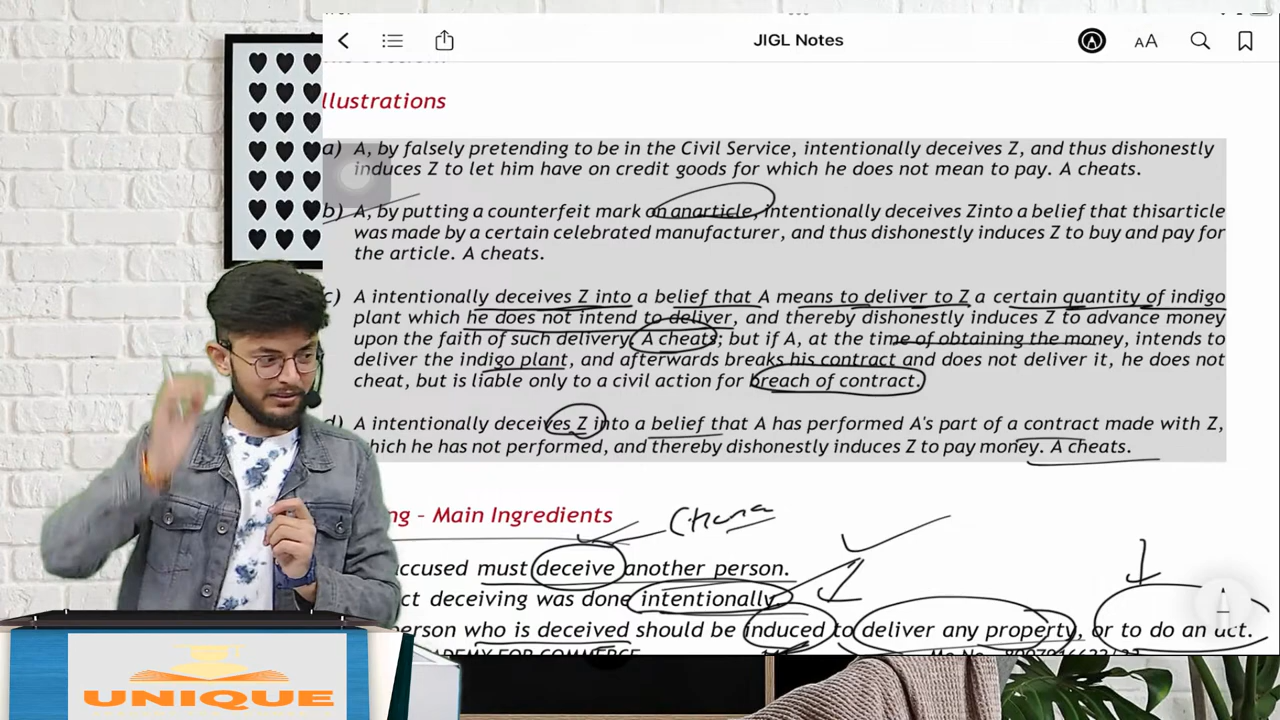 JIGL Notes
AA
llustrations
a) A, by falsely pretending to be in the Civil Service, intentionally deceives Z, and thus dishonestly
induces Z to let him have on credit goods for which he does not mean to pay. A cheats.
b) A, by putting a counterfeit mark on anarticle, intentionally deceives Zinto a belief that thisarticle
was made by a certain celebrated manufacturer, and thus dishonestly induces Z to buy and pay for
the article. A cheats.
c) A intentionally deceives Z into a belief that A means to deliver to Z a certain quantity of indigo
plant which he does not intend to deliver, and thereby dishonestly induces Z to advance money
upon the faith of such delivery. A cheats; but if A, at the time of obtaining the money, intends to
deliver the indigo plant, and afterwards breaks his contract and does not deliver it, he does not
cheat, but is liable only to a civil action for breach of contract.
d) A intentionally deceives Z into a belief that A has performed A's part of a contract made with Z,
which he has not performed, and thereby dishonestly induces Z to pay money. A cheats.
ng - Main Ingredients
accused must deceive another person.
ct deceiving was done intentionally
person who is deceived should be induced to deliver any property, or to do an act.
ADEMY FOR COMMERCE
UNIQUE